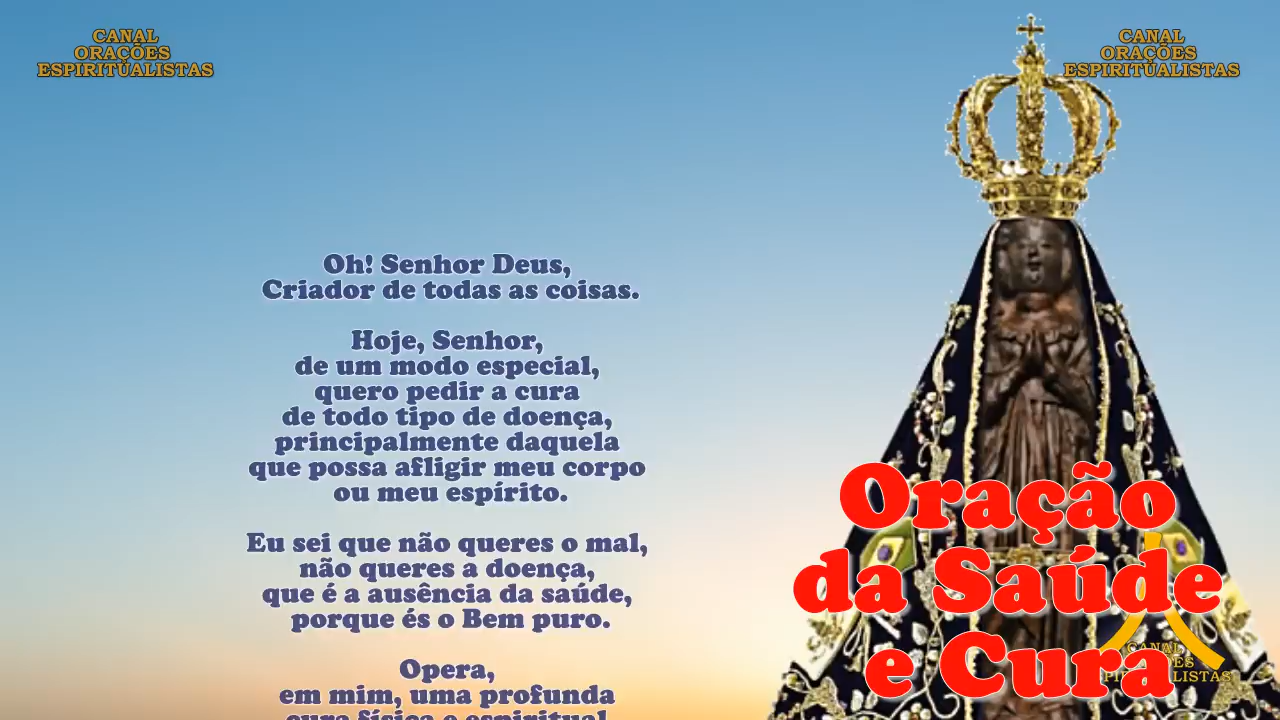 CANAL
ORAÇÕES
ESPIRITUALISTAS
CANAL
ORAÇÕES
ESPIRITUALISTAS
Oh! Senhor Deus,
Criador de todas as coisas.
Hoje, Senhor,
de um modo especial,
quero pedir a cura
de todo tipo de doença,
principalmente daquela
que possa afligir meu corpo
ou meu espírito.
Eu sei que não queres o mal,
não queres a doença,
que é a ausência da saúde,
porque és o Bem puro.
Opera,
em mim, uma profunda
cura física e espiritual
Oração
da Saúde
e Cura